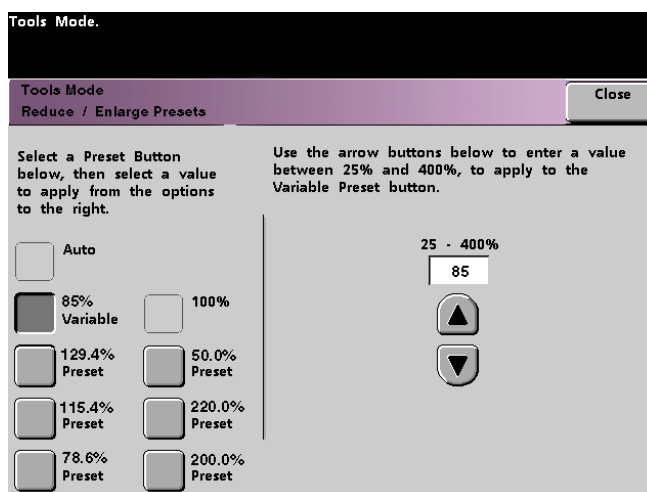 Tools Mode.
Tools Mode
Reduce / Enlarge Presets
Close
Select a Preset Button
below, then select a value
to apply from the options
to the right.
Use the arrow buttons below to enter a value
between 25% and 400%, to apply to the
Variable Preset button.
Auto
85%
Variable
100%
129.4%
Preset
50.0%
Preset
115.4%
Preset
220.0%
Preset
78.6%
Preset
200.0%
Preset
25 - 400%
85